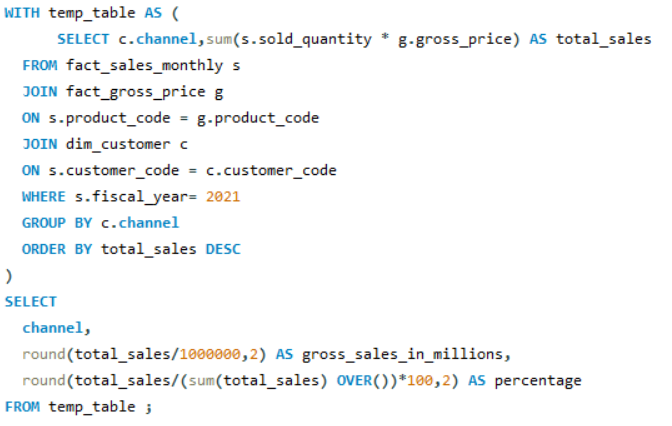 WITH temp_table AS (
SELECT c.channel,sum(s.sold_quantity * g.gross_price) AS total_sales
FROM fact_sales_monthly s
JOIN fact_gross_price g
ON s.product_code = g.product_code
JOIN dim_customer c
ON s.customer_code = c.customer_code
WHERE s.fiscal_year= 2021
GROUP BY c.channel
ORDER BY total_sales DESC
)
SELECT
channel,
round(total_sales/1000000,2) AS gross_sales_in_millions,
round(total_sales/(sum(total_sales) OVER())*100,2) AS percentage
FROM temp_table ;